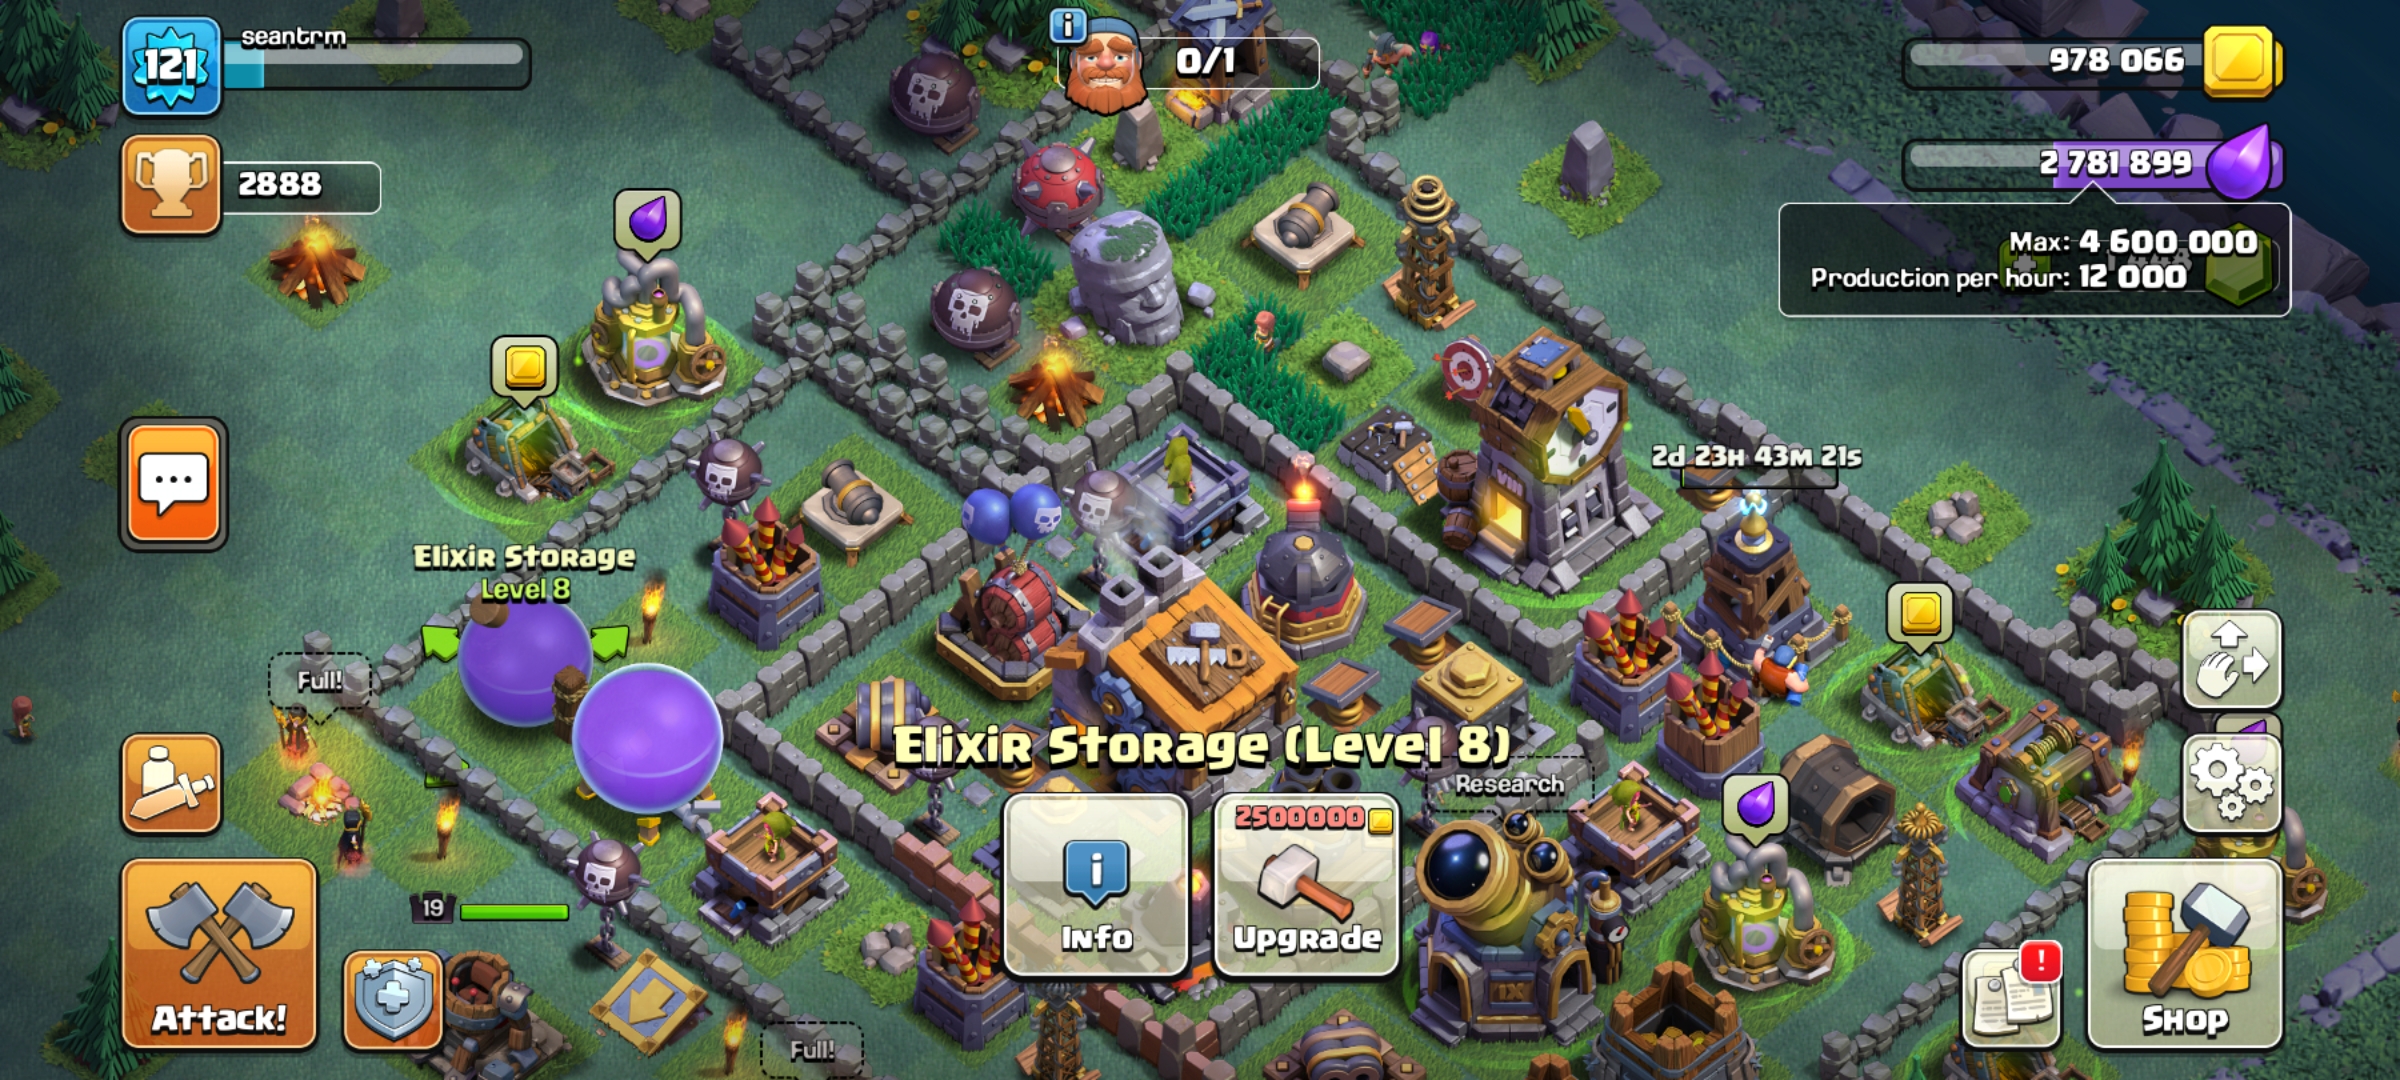 121
seantrm
0/1
978 066
2888
2 781 899
Max: 4 600 000
Production per hour: 12 000
2d 23H 43M 21s
Elixir Storage
Level 8
Full!
Elixir Storage (Level 8)
Research
2500000
19
Info
Upgrade
IX
!
Attack!
Shop
Full!